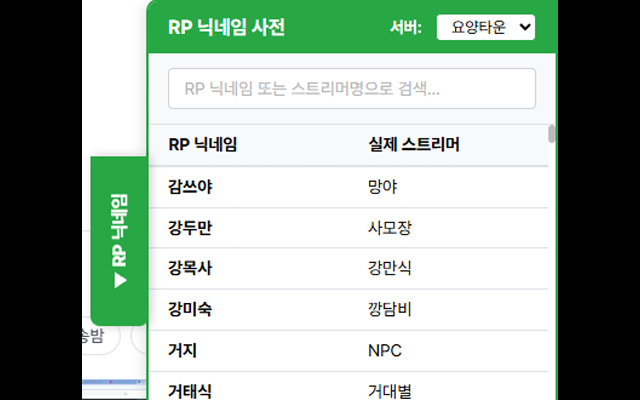 RP 닉네임 사전
서버: 요양타운
RP 닉네임 또는 스트리머명으로 검색...
RP 닉네임 실제 스트리머
감쓰야 망야
강두만 사모장
강목사 강만식
강미숙 깡담비
거지 NPC
거태식 거대별
▼ RP 닉네임